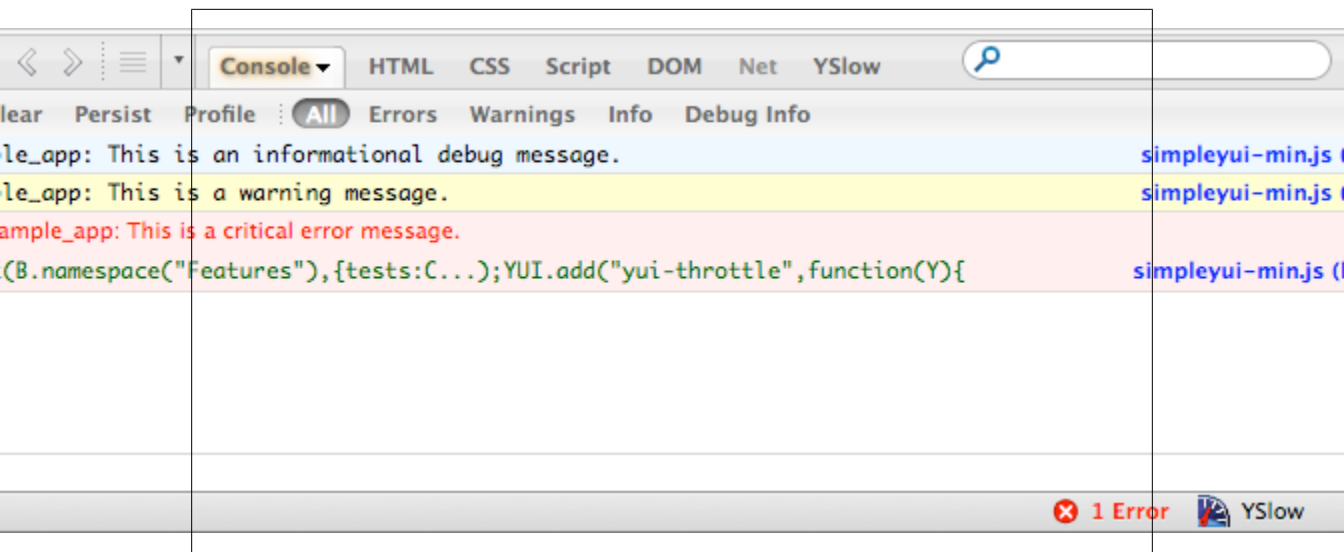 Console HTML CSS Script DOM Net YSlow
lear Persist Profile All Errors Warnings Info Debug Info
le_app: This is an informational debug message. simpleyui-min.js (
le_app: This is a warning message. simpleyui-min.js (
ample_app: This is a critical error message.
(B.namespace("Features"),{tests:C...);YUI.add("yui-throttle",function(Y){ simpleyui-min.js (
1 Error YSlow